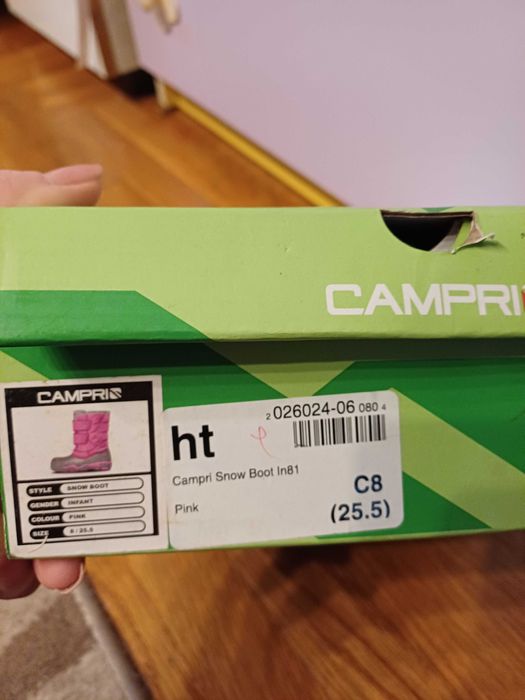 CAMPRI
CAMPRI
STYLE SNOW BOOT
GENDER INFANT
COLOUR PINK
SIZE 8 / 25.5
ht
2 026024-06 080 4
Campri Snow Boot In81
Pink
C8
(25.5)